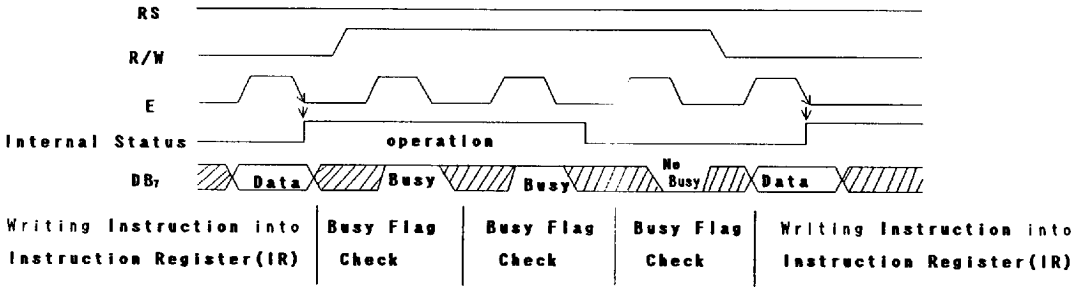 RS
R/W
E
Internal Status operation
DB7 Data Busy Busy No Busy Data
Writing Instruction into Busy Flag Busy Flag Busy Flag Writing Instruction into
Instruction Register(IR) Check Check Check Instruction Register(IR)